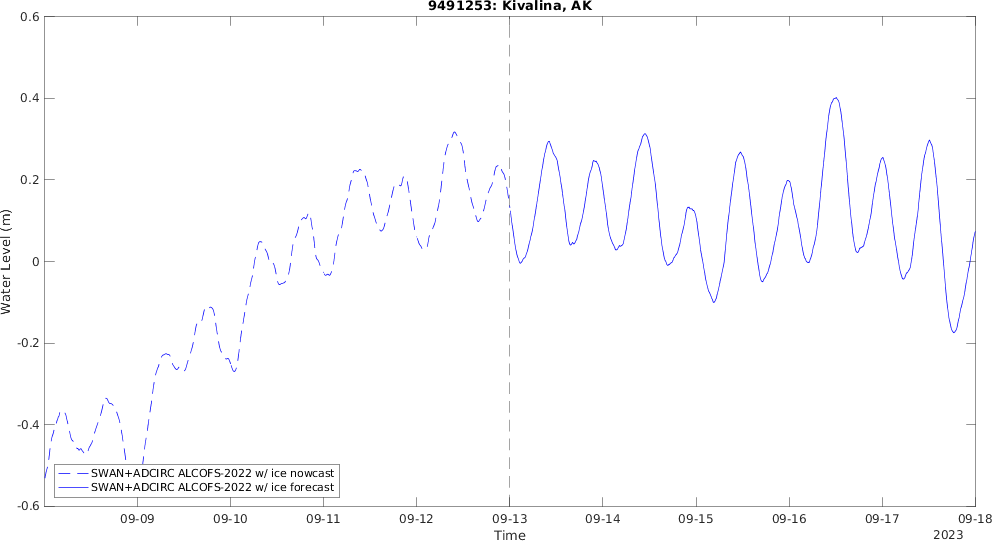 9491253: Kivalina, AK
0.6
0.4
0.2
0
-0.2
-0.4
-0.6
Water Level (m)
SWAN+ADCIRC ALCOFS-2022 w/ ice nowcast
SWAN+ADCIRC ALCOFS-2022 w/ ice forecast
09-09 09-10 09-11 09-12 09-13 09-14 09-15 09-16 09-17 09-18
Time
2023